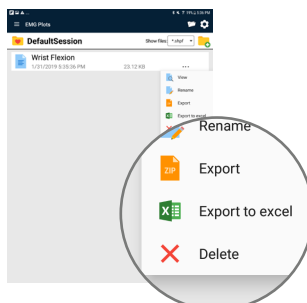 EMG Plots
DefaultSession
Show files:
*.shpf
Wrist Flexion
1/31/2019 5:35:36 PM
23.12 KB
...
View
Rename
Export
Export to excel
Rename
ZIP
Export
X
Export to excel
Delete